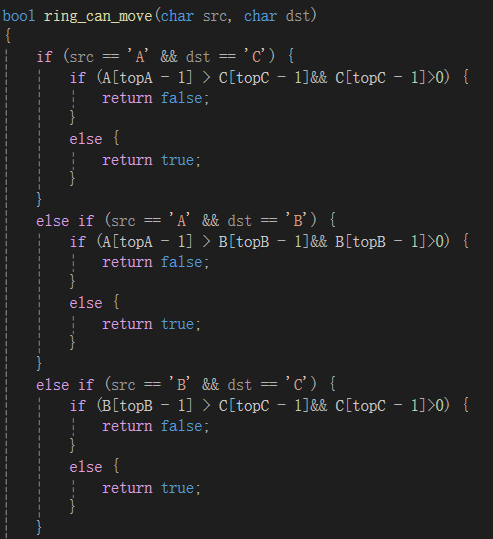 bool ring_can_move(char src, char dst)
{
    if (src == 'A' && dst == 'C') {
        if (A[topA - 1] > C[topC - 1]&& C[topC - 1]>0) {
            return false;
        }
        else {
            return true;
        }
    }
    else if (src == 'A' && dst == 'B') {
        if (A[topA - 1] > B[topB - 1]&& B[topB - 1]>0) {
            return false;
        }
        else {
            return true;
        }
    }
    else if (src == 'B' && dst == 'C') {
        if (B[topB - 1] > C[topC - 1]&& C[topC - 1]>0) {
            return false;
        }
        else {
            return true;
        }
    }